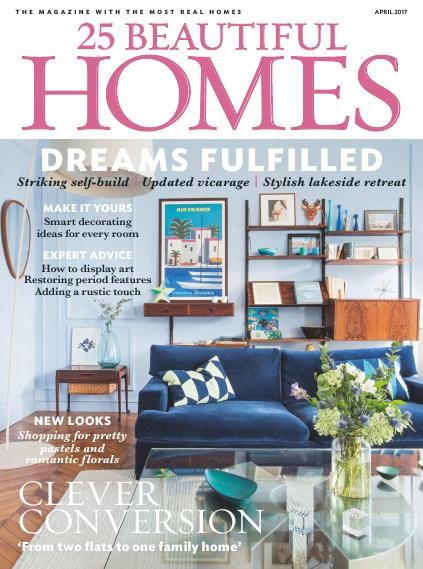 THE MAGAZINE WITH THE MOST REAL HOMES
APRIL 2017
25 BEAUTIFUL
HOMES
DREAMS FULFILLED
Striking self-build | Updated vicarage | Stylish lakeside retreat
MAKE IT YOURS
Smart decorating
ideas for every room
EXPERT ADVICE
How to display art
Restoring period features
Adding a rustic touch
AIR FRANCE
NEW LOOKS
Shopping for pretty
pastels and
romantic florals
CLEVER
CONVERSION
‘From two flats to one family home’